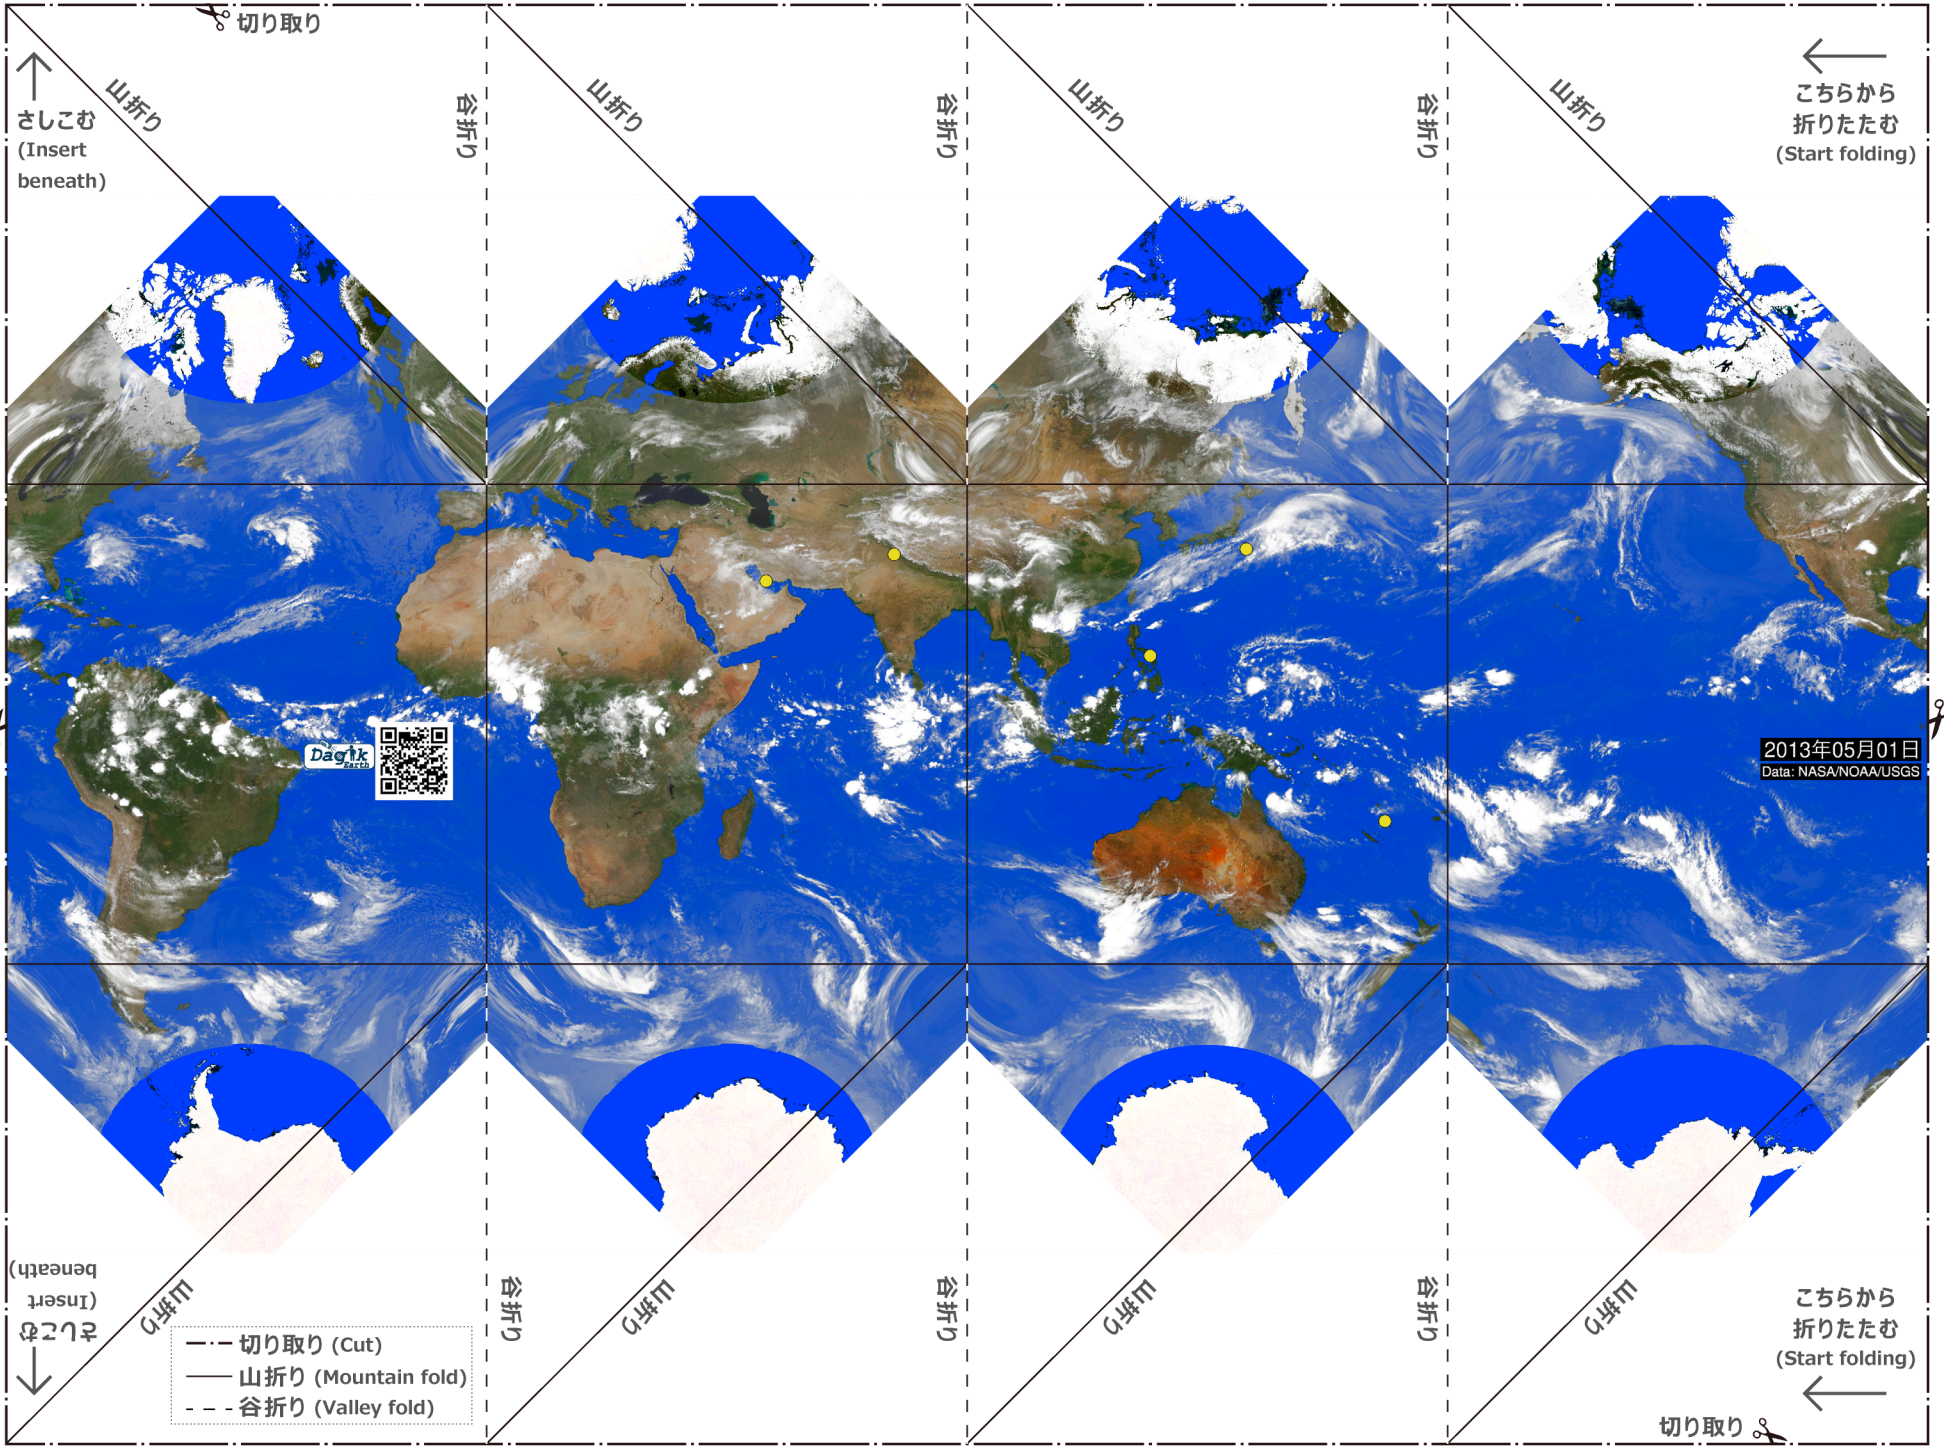 切り取り
山折り
谷折り
山折り
谷折り
山折り
谷折り
山折り
さしこむ
(Insert
beneath)
こちらから
折りたたむ
(Start folding)
Dagik
Earth
2013年05月01日
Data: NASA/NOAA/USGS
さしこむ
(Insert
beneath)
山折り
谷折り
山折り
谷折り
山折り
谷折り
山折り
こちらから
折りたたむ
(Start folding)
切り取り (Cut)
山折り (Mountain fold)
谷折り (Valley fold)
切り取り